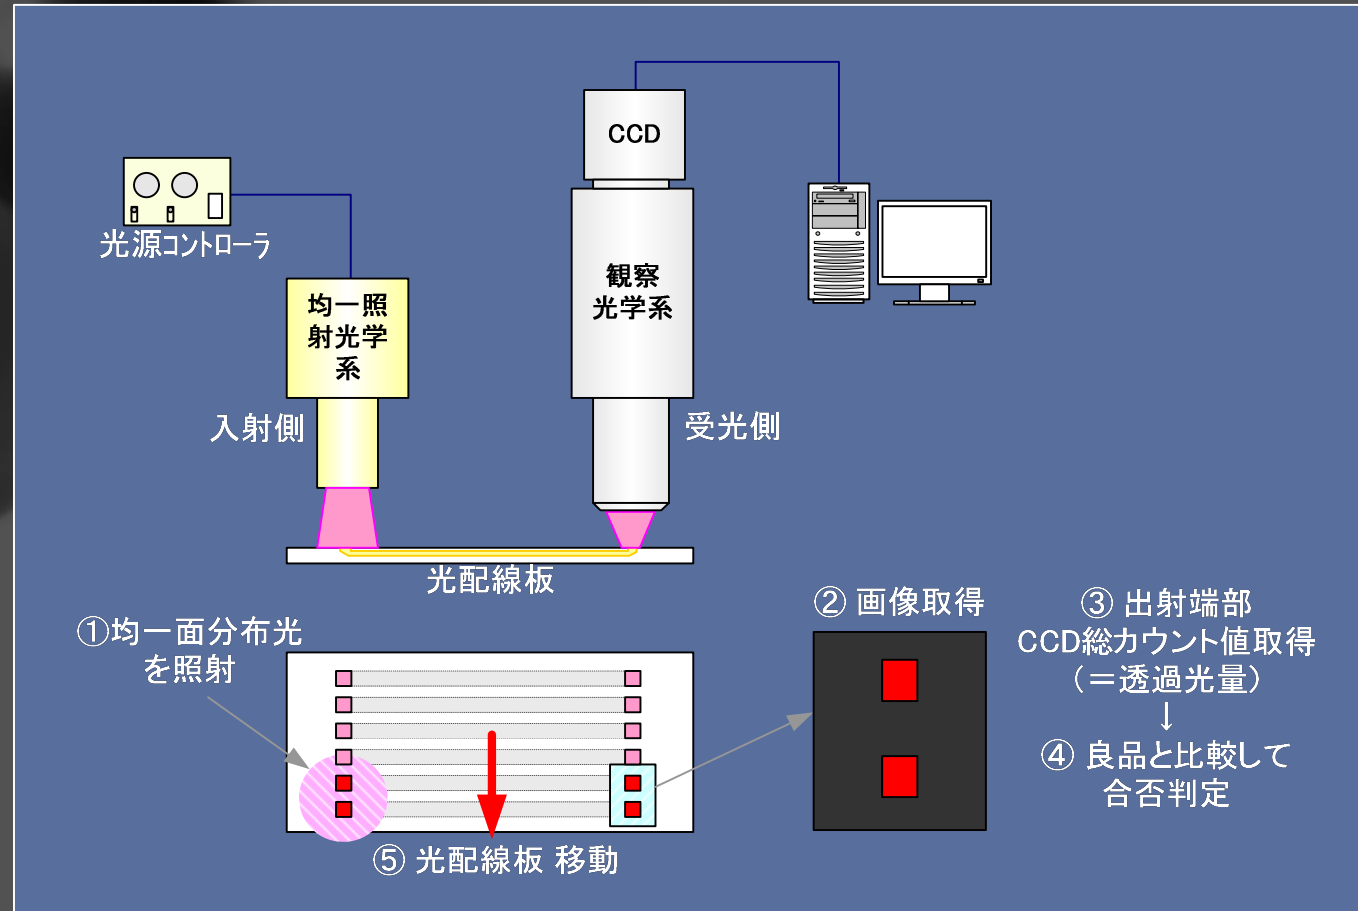 CCD
光源コントローラ
観察
光学系
均一照
射光学
系
入射側
受光側
光配線板
①均一面分布光
を照射
② 画像取得
③ 出射端部
CCD総カウント値取得
(=透過光量)
↓
④ 良品と比較して
合否判定
⑤ 光配線板 移動